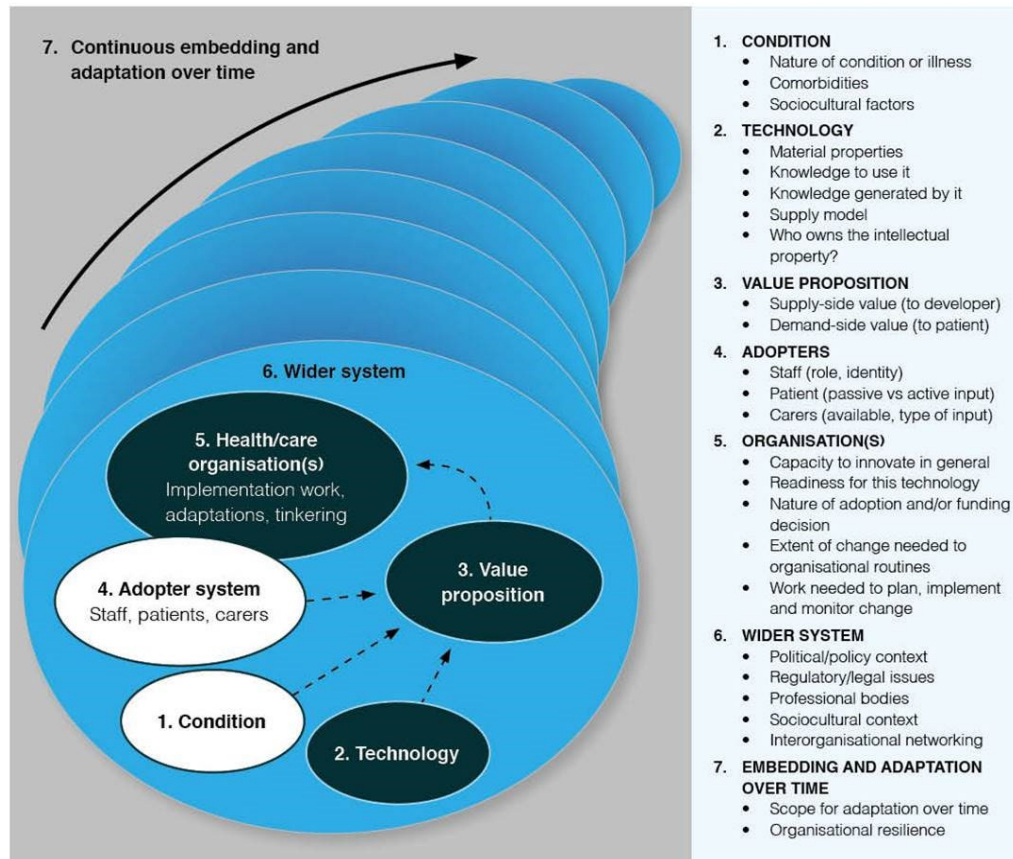 7. Continuous embedding and
adaptation over time
6. Wider system
5. Health/care
organisation(s)
Implementation work,
adaptations, tinkering
4. Adopter system
Staff, patients, carers
3. Value
proposition
1. Condition
2. Technology
1. CONDITION
• Nature of condition or illness
• Comorbidities
• Sociocultural factors
2. TECHNOLOGY
• Material properties
• Knowledge to use it
• Knowledge generated by it
• Supply model
• Who owns the intellectual
property?
3. VALUE PROPOSITION
• Supply-side value (to developer)
• Demand-side value (to patient)
4. ADOPTERS
• Staff (role, identity)
• Patient (passive vs active input)
• Carers (available, type of input)
5. ORGANISATION(S)
• Capacity to innovate in general
• Readiness for this technology
• Nature of adoption and/or funding
decision
• Extent of change needed to
organisational routines
• Work needed to plan, implement
and monitor change
6. WIDER SYSTEM
• Political/policy context
• Regulatory/legal issues
• Professional bodies
• Sociocultural context
• Interorganisational networking
7. EMBEDDING AND ADAPTATION
OVER TIME
• Scope for adaptation over time
• Organisational resilience